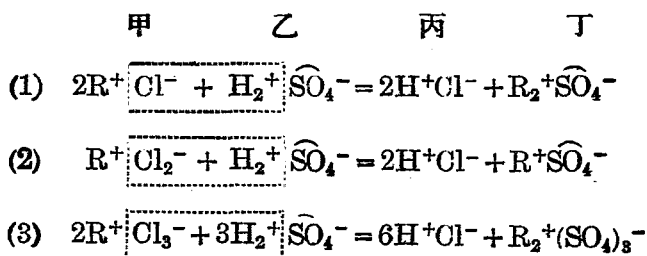 甲 乙 丙 丁
(1) 2R⁺Cl⁻ + H₂⁺SO₄⁻=2H⁺Cl⁻+R₂⁺SO₄⁻
(2) R⁺Cl₂⁻ + H₂⁺SO₄⁻=2H⁺Cl⁻+R⁺SO₄⁻
(3) 2R⁺Cl₃⁻+3H₂⁺SO₄⁻=6H⁺Cl⁻+R₂⁺(SO₄)₃⁻